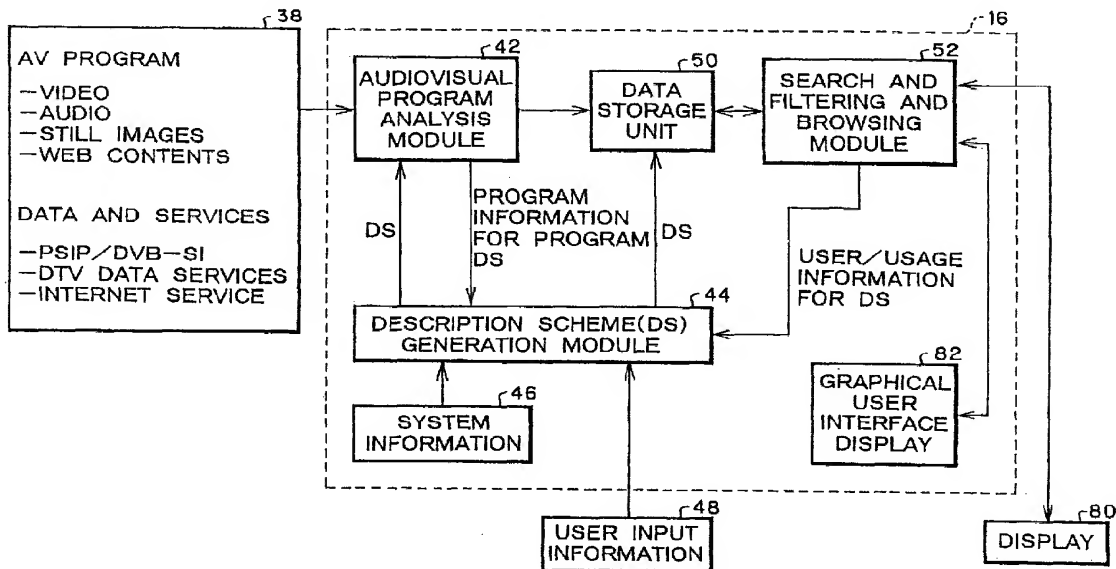 38
AV PROGRAM
-VIDEO
-AUDIO
-STILL IMAGES
-WEB CONTENTS
DATA AND SERVICES
-PSIP/DVB-SI
-DTV DATA SERVICES
-INTERNET SERVICE
16
42
AUDIOVISUAL
PROGRAM
ANALYSIS
MODULE
50
DATA
STORAGE
UNIT
52
SEARCH AND
FILTERING AND
BROWSING
MODULE
DS
PROGRAM
INFORMATION
FOR PROGRAM
DS
DS
USER/USAGE
INFORMATION
FOR DS
44
DESCRIPTION SCHEME(DS)
GENERATION MODULE
46
SYSTEM
INFORMATION
82
GRAPHICAL
USER
INTERFACE
DISPLAY
48
USER INPUT
INFORMATION
80
DISPLAY